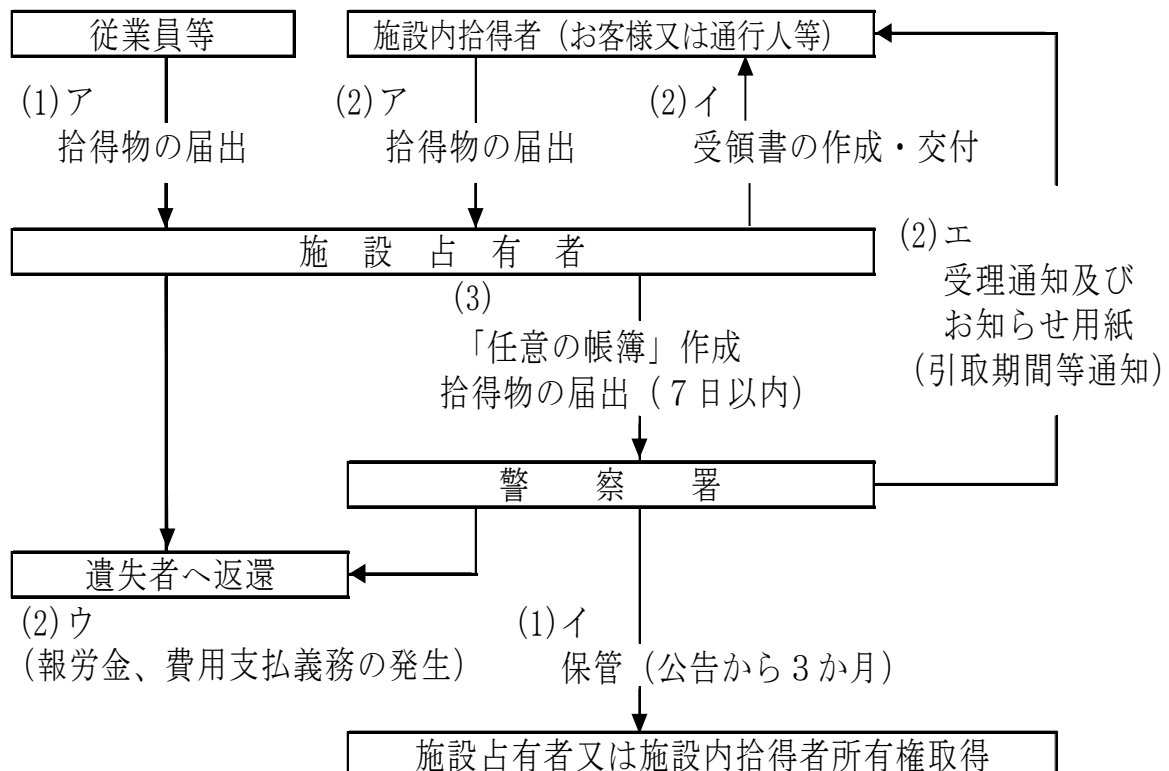 従業員等
施設内拾得者（お客様又は通行人等）
(1)ア
拾得物の届出
(2)ア
拾得物の届出
(2)イ
受領書の作成・交付
施設占有者
(2)エ
受理通知及び
お知らせ用紙
(引取期間等通知)
(3)
「任意の帳簿」作成
拾得物の届出（７日以内）
警察署
遺失者へ返還
(2)ウ
(報労金、費用支払義務の発生)
(1)イ
保管（公告から３か月）
施設占有者又は施設内拾得者所有権取得